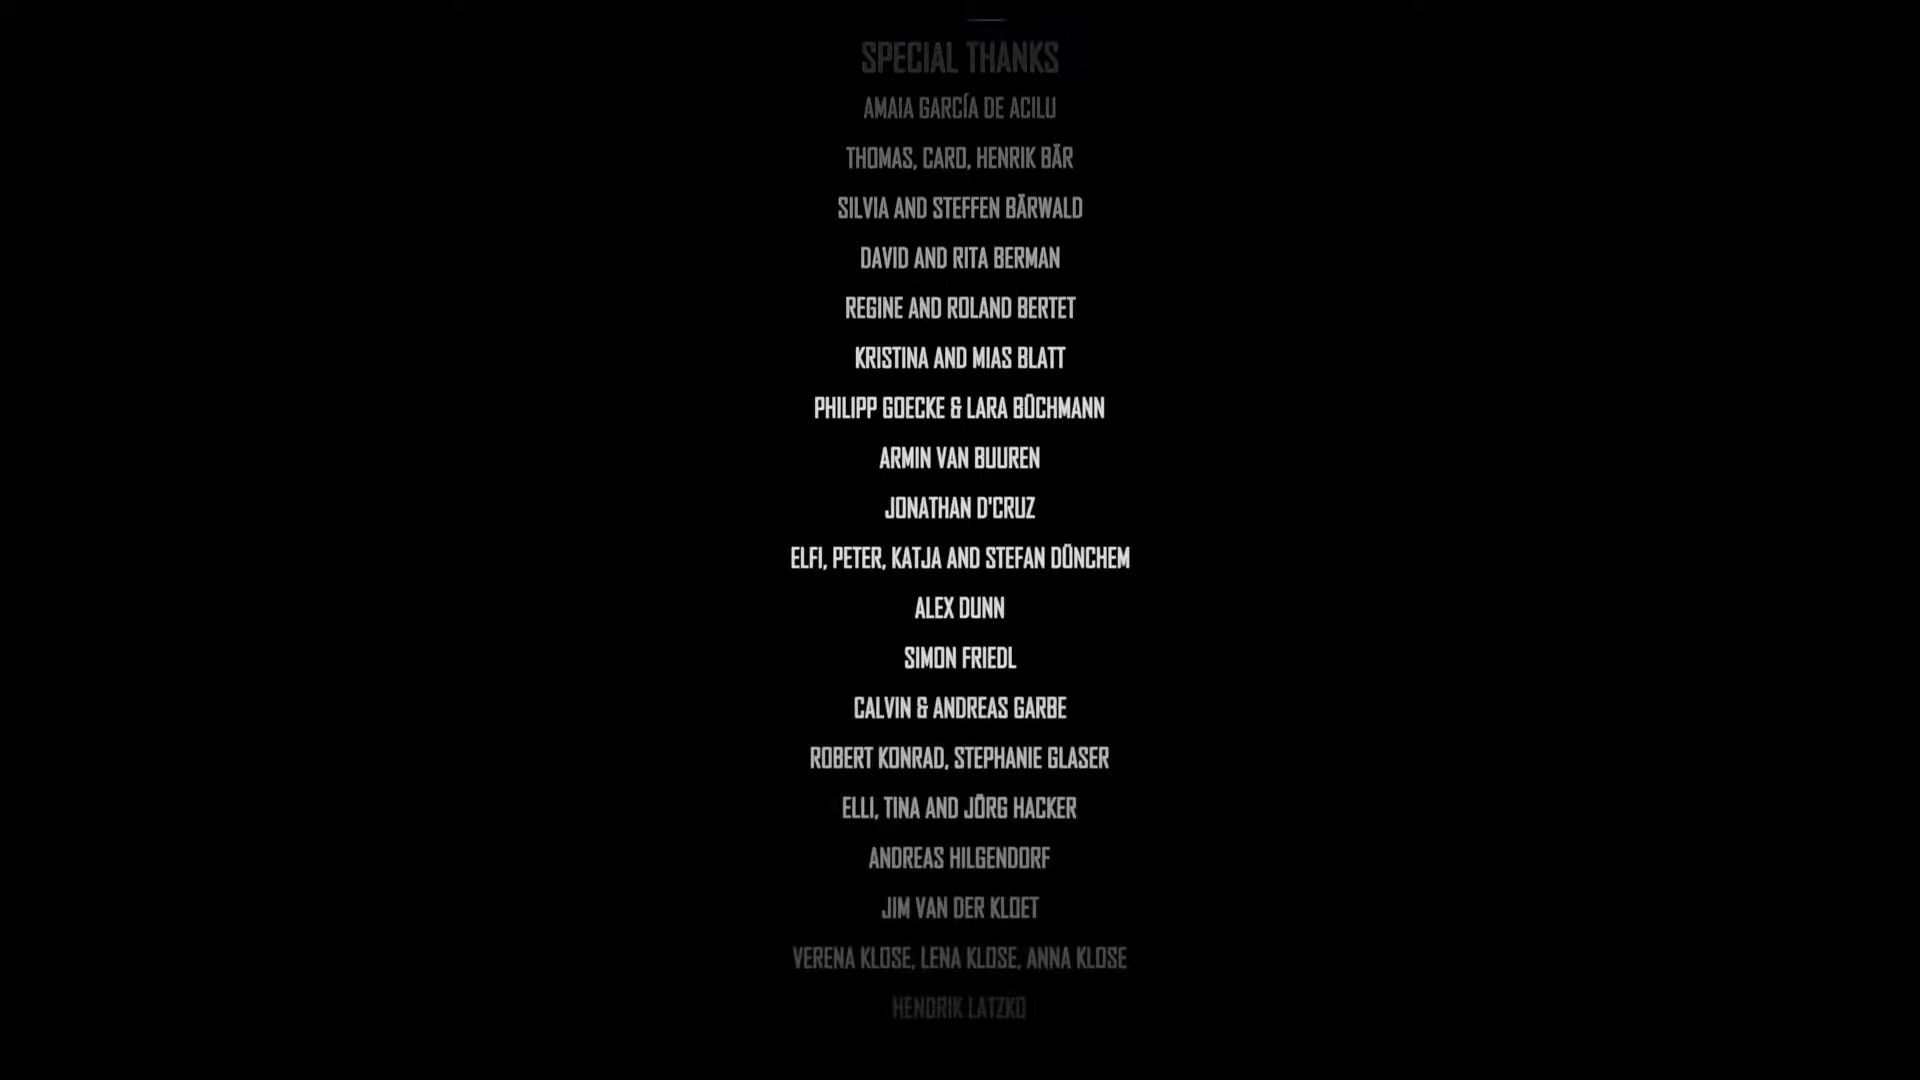 SPECIAL THANKS
AMAIA GARCÍA DE ACILU
THOMAS, CARO, HENRIK BÄR
SILVIA AND STEFFEN BÄRWALD
DAVID AND RITA BERMAN
REGINE AND ROLAND BERTET
KRISTINA AND MIAS BLATT
PHILIPP GOECKE & LARA BÜCHMANN
ARMIN VAN BUUREN
JONATHAN D'CRUZ
ELFI, PETER, KATJA AND STEFAN DÜNCHEM
ALEX DUNN
SIMON FRIEDL
CALVIN & ANDREAS GARBE
ROBERT KONRAD, STEPHANIE GLASER
ELLI, TINA AND JÖRG HACKER
ANDREAS HILGENDORF
JIM VAN DER KLOET
VERENA KLOSE, LENA KLOSE, ANNA KLOSE
HENDRIK LATZKO